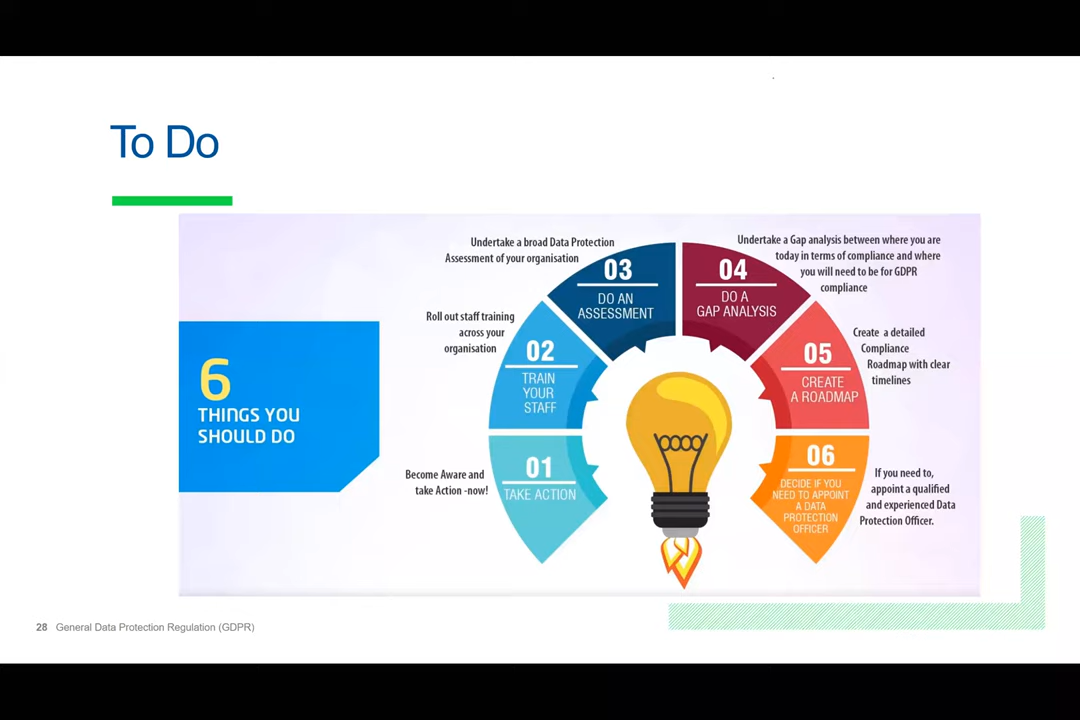 To Do
6
THINGS YOU
SHOULD DO
Become Aware and
take Action -now!
01
TAKE ACTION
Roll out staff training
across your
organisation
02
TRAIN
YOUR
STAFF
Undertake a broad Data Protection
Assessment of your organisation
03
DO AN
ASSESSMENT
04
DO A
GAP ANALYSIS
Undertake a Gap analysis between where you are
today in terms of compliance and where
you will need to be for GDPR
compliance
05
CREATE
A ROADMAP
Create a detailed
Compliance
Roadmap with clear
timelines
06
DECIDE IF YOU
NEED TO APPOINT
A DATA
PROTECTION
OFFICER
If you need to,
appoint a qualified
and experienced Data
Protection Officer.
28 General Data Protection Regulation (GDPR)